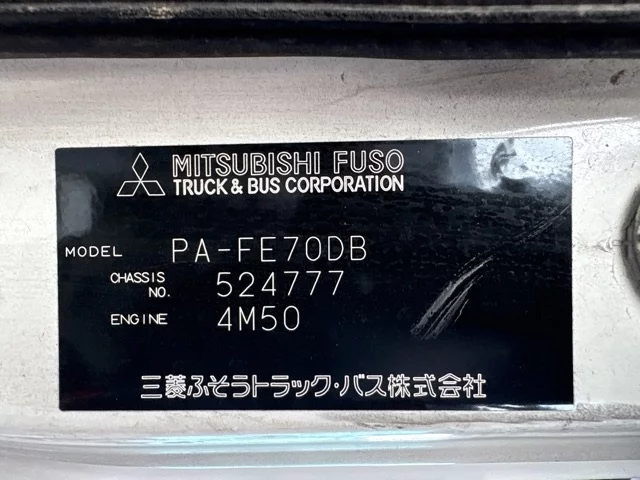 MITSUBISHI FUSO
TRUCK & BUS CORPORATION
MODEL PA-FE70DB
CHASSIS NO. 524777
ENGINE 4M50
三菱ふそうトラック・バス株式会社